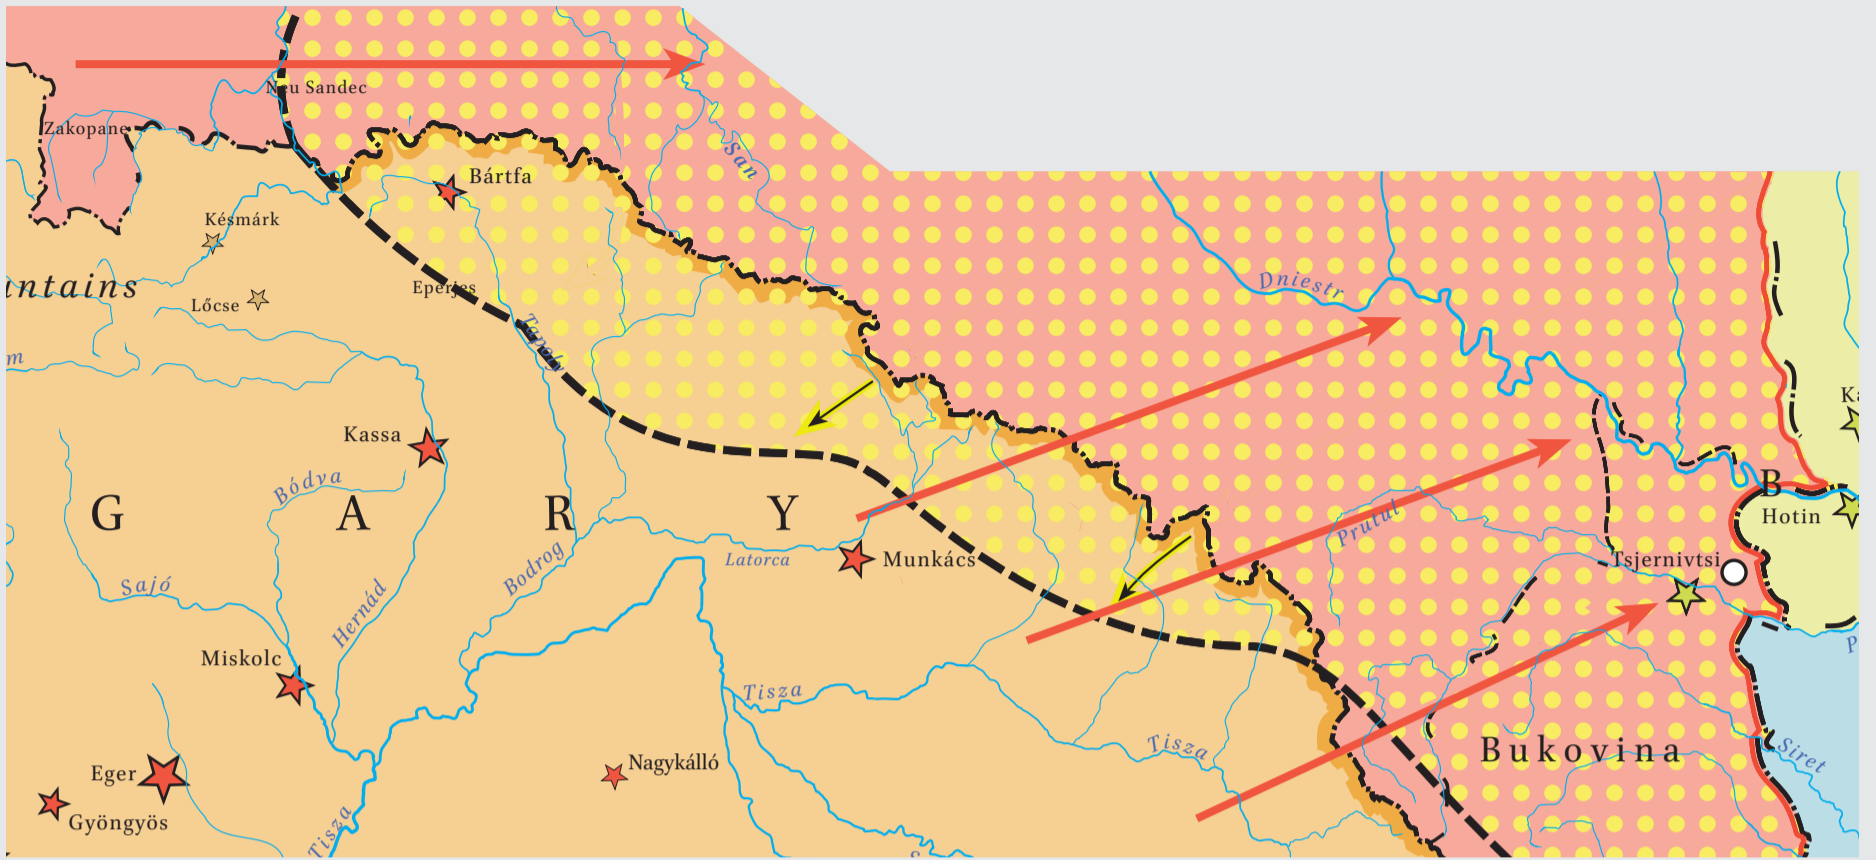 Neu Sandec
Zakopane
San
Bártfa
Késmárk
Dniestr
ntains
Lőcse
Eperjes
Tapoly
m
Ka
Kassa
Bódva
B
G A R Y
Hotin
Prutul
Latorca
Munkács
Tsjernivtsi
Bodrog
Sajó
Hernád
P
Miskolc
Tisza
Tisza
Bukovina
Siret
Eger
Nagykálló
Gyöngyös
Tisza
S